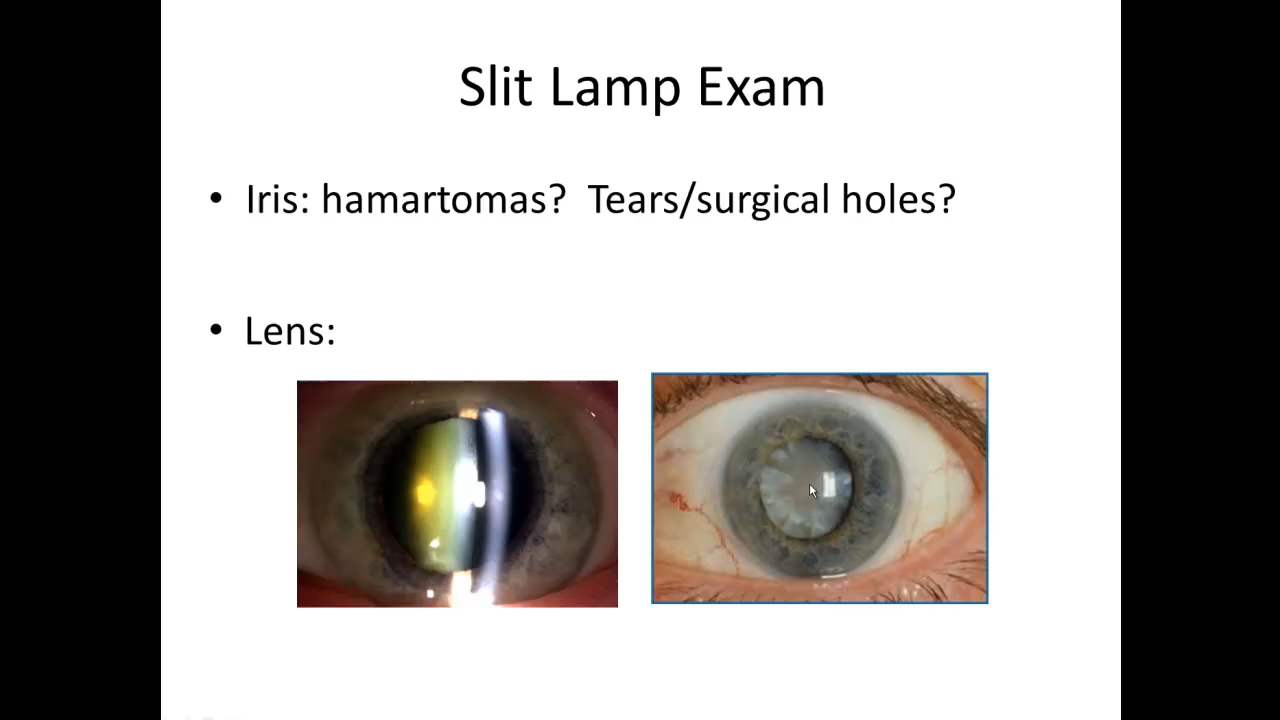 Slit Lamp Exam
• Iris: hamartomas?  Tears/surgical holes?
• Lens: